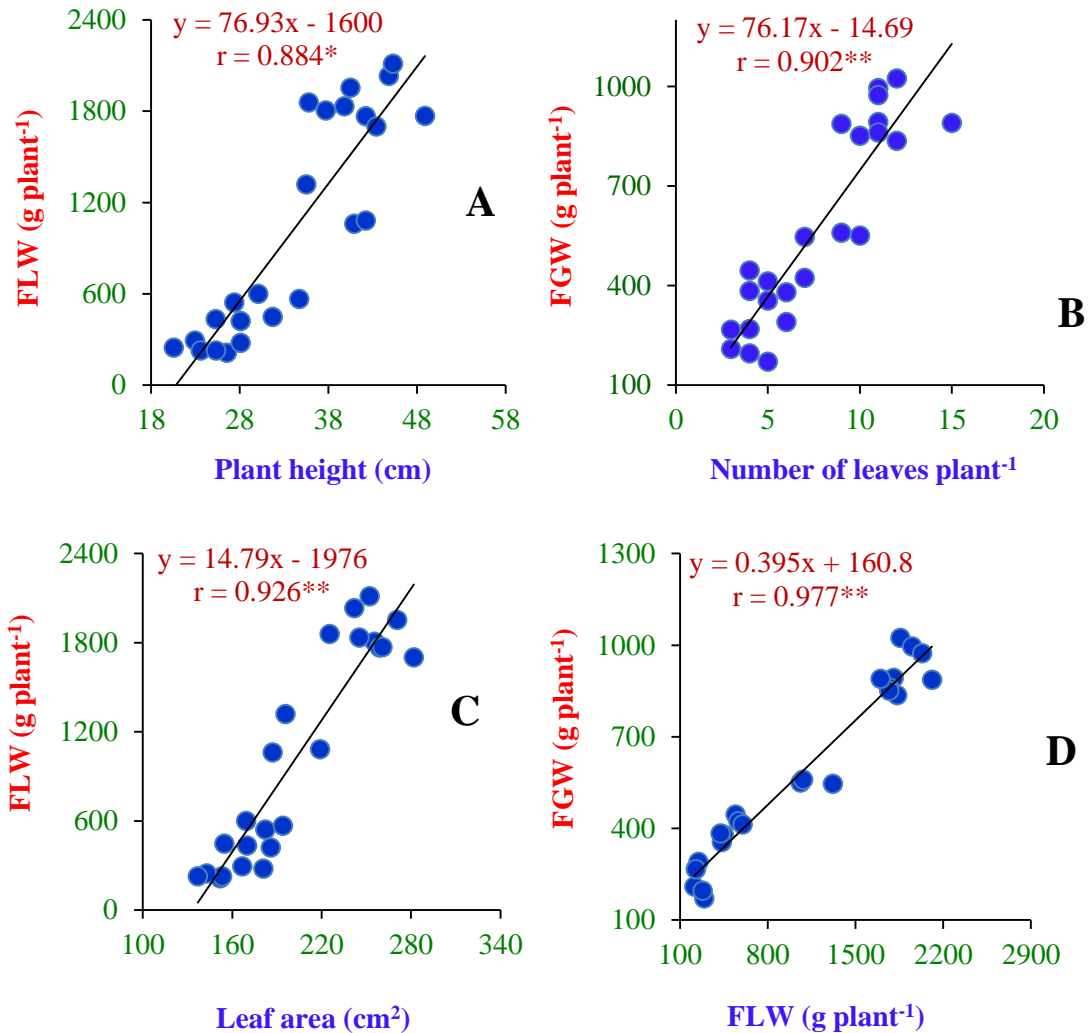 y = 76.93x - 1600
r = 0.884*
FLW (g plant⁻¹)
2400
1800
1200
600
0
18 28 38 48 58
Plant height (cm)
A
y = 76.17x - 14.69
r = 0.902**
FGW (g plant⁻¹)
1000
700
400
100
0 5 10 15 20
Number of leaves plant⁻¹
B
y = 14.79x - 1976
r = 0.926**
FLW (g plant⁻¹)
2400
1800
1200
600
0
100 160 220 280 340
Leaf area (cm²)
C
y = 0.395x + 160.8
r = 0.977**
FGW (g plant⁻¹)
1300
1000
700
400
100
100 800 1500 2200 2900
FLW (g plant⁻¹)
D